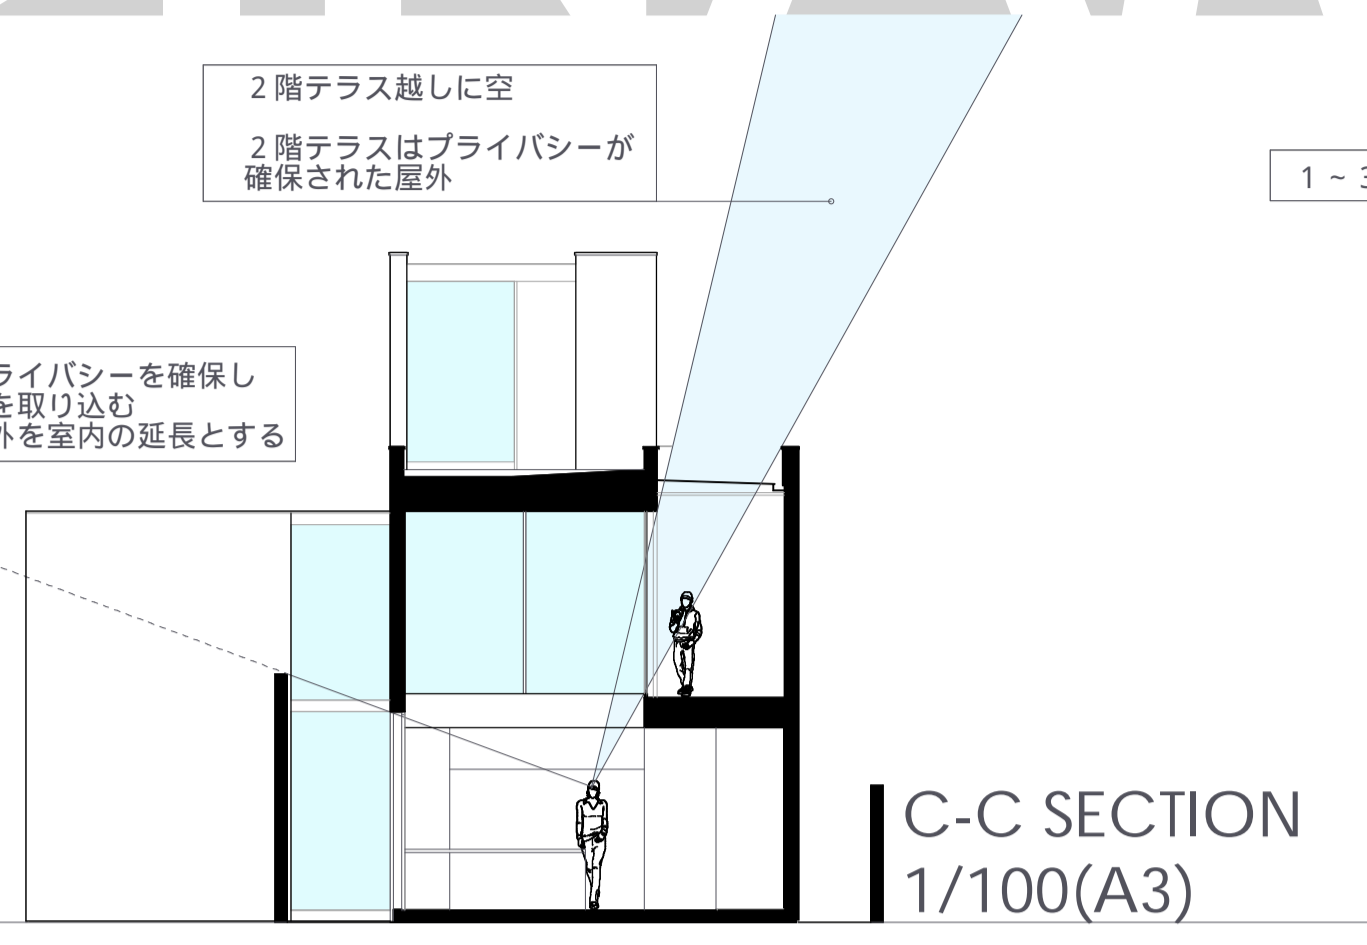 2階テラス越しに空
2階テラスはプライバシーが
確保された屋外
1 ~ 3
ライバシーを確保し
を取り込む
外を室内の延長とする
C-C SECTION
1/100(A3)